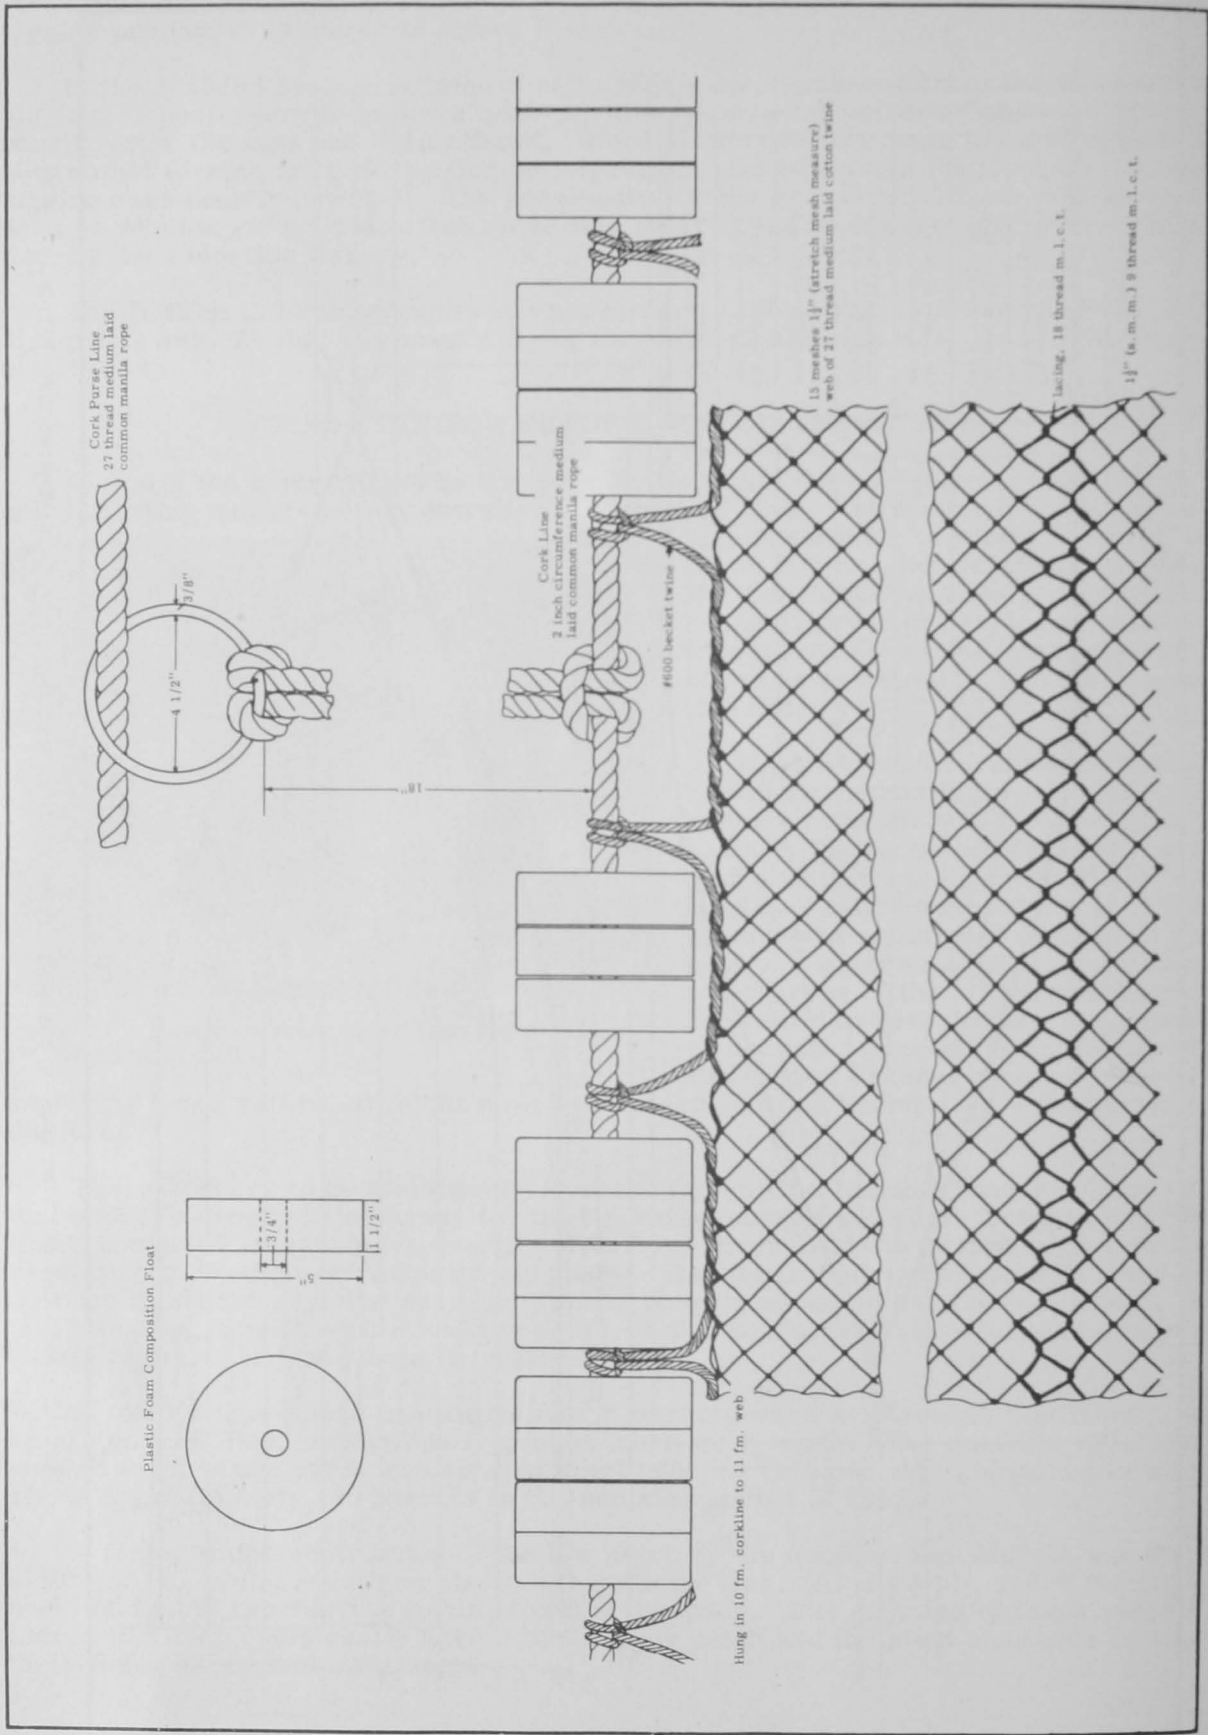 Cork Purse Line
27 thread medium laid
common manila rope
3/8"
4 1/2"
18"
Cork Line
2 inch circumference medium
laid common manila rope
#600 becket twine
15 meshes 1½" (stretch mesh measure)
web of 27 thread medium laid cotton twine
lacing, 18 thread m.l.c.t.
1½" (s.m.m.) 9 thread m.l.c.t.
Plastic Foam Composition Float
5"
3/4"
1 1/2"
Hung in 10 fm. corkline to 11 fm. web